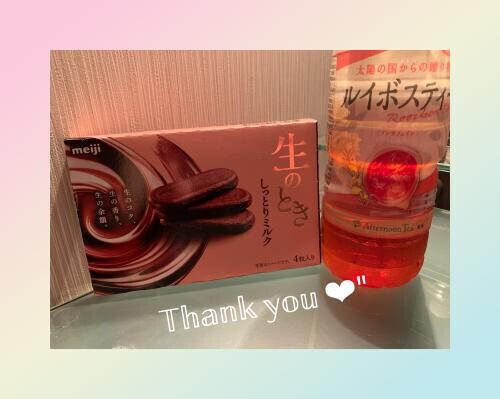 meiji
生のコク、
生の香り、
生の余韻。
生のとき
しっとりミルク
4枚入り
太陽の国からの贈り物
ルイボスティー
Afternoon Tea
Thank you ❤"